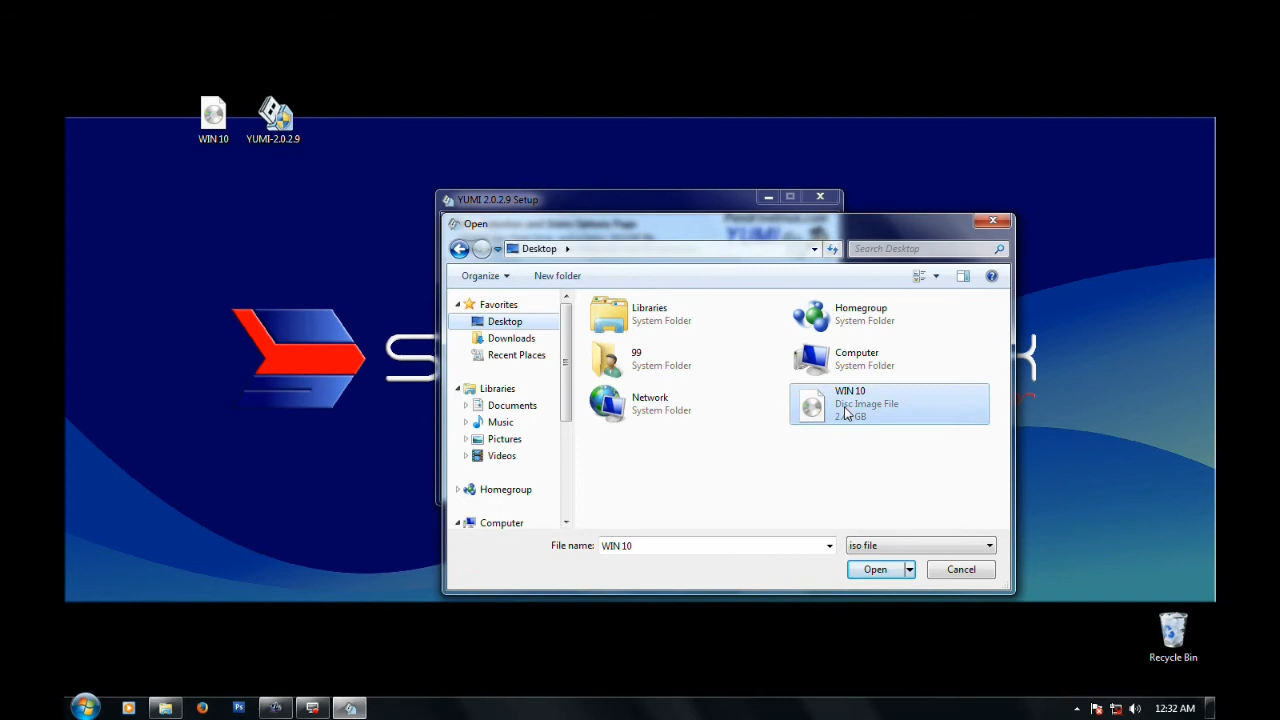 WIN 10
YUMI-2.0.2.9
YUMI 2.0.2.9 Setup
Open
Desktop
Search Desktop
Organize
New folder
Favorites
Desktop
Downloads
Recent Places
Libraries
Documents
Music
Pictures
Videos
Homegroup
Computer
Libraries
System Folder
Homegroup
System Folder
99
System Folder
Computer
System Folder
Network
System Folder
WIN 10
Disc Image File
GB
File name:
WIN 10
iso file
Open
Cancel
Recycle Bin
Ps
12:32 AM